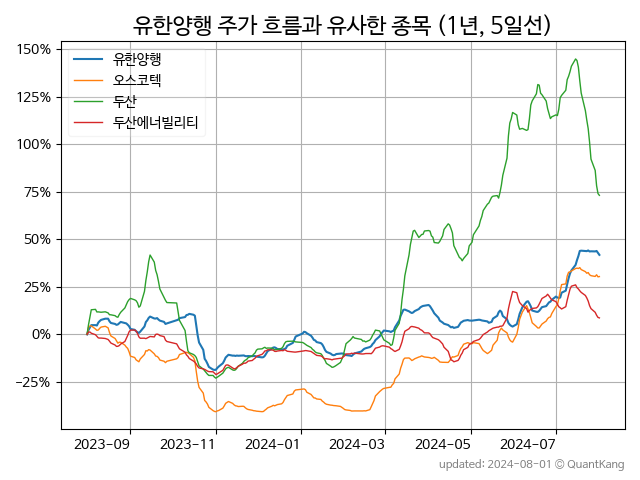 유한양행 주가 흐름과 유사한 종목 (1년, 5일선)
150%
125%
100%
75%
50%
25%
0%
−25%
유한양행
오스코텍
두산
두산에너빌리티
2023-09 2023-11 2024-01 2024-03 2024-05 2024-07
updated: 2024-08-01 © QuantKang